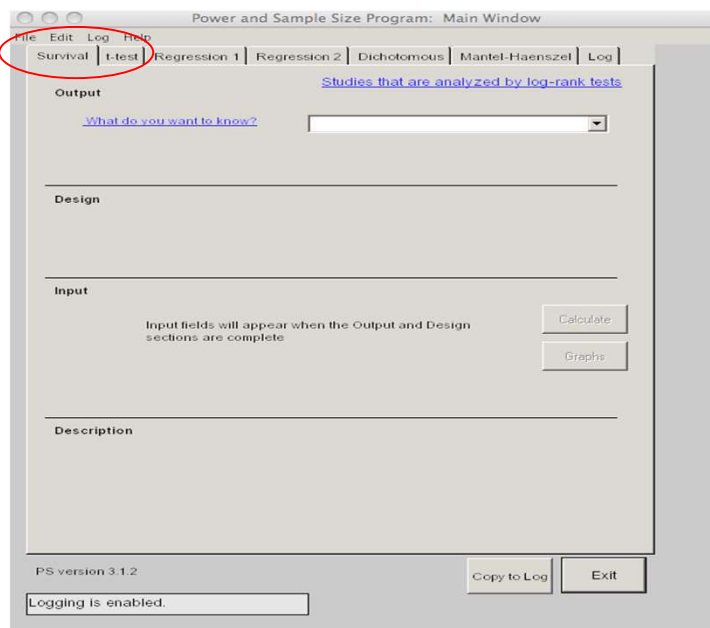 Power and Sample Size Program: Main Window
File Edit Log Help
Survival t-test Regression 1 Regression 2 Dichotomous Mantel-Haenszel Log
Studies that are analyzed by log-rank tests
Output
What do you want to know?
Design
Input
Input fields will appear when the Output and Design
sections are complete
Calculate
Graphs
Description
PS version 3.1.2
Copy to Log Exit
Logging is enabled.